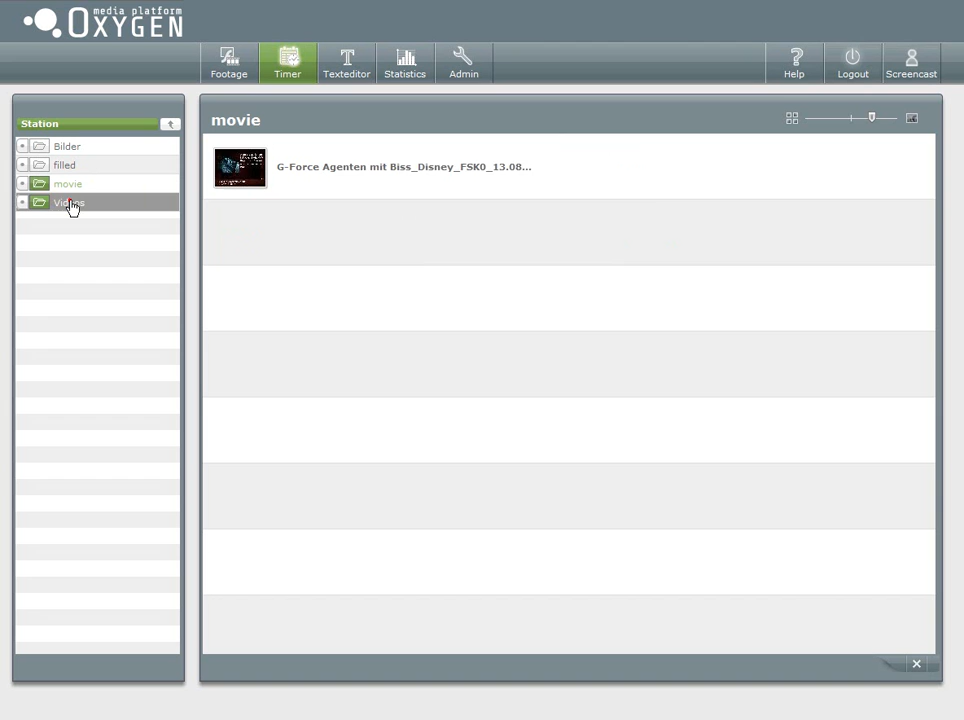 media platform
OXYGEN
Footage
Timer
Texteditor
Statistics
Admin
Help
Logout
Screencast
Station
Bilder
filled
movie
Videos
movie
G-Force Agenten mit Biss_Disney_FSK0_13.08...